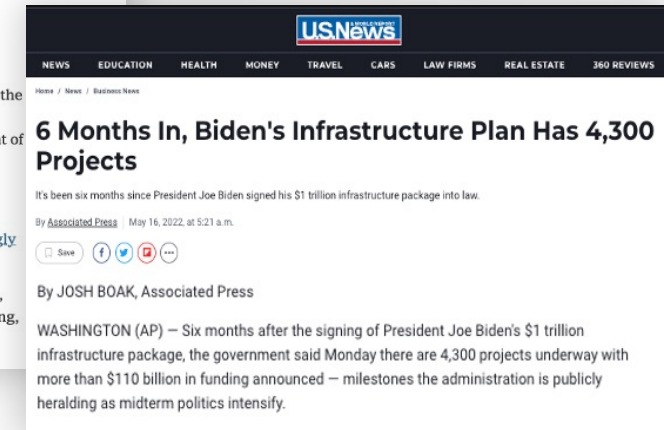 U.S.News
& WORLD REPORT
NEWS EDUCATION HEALTH MONEY TRAVEL CARS LAW FIRMS REAL ESTATE 360 REVIEWS
Home / News / Business News
the
t of
gly
,
ng,
6 Months In, Biden's Infrastructure Plan Has 4,300
Projects
It's been six months since President Joe Biden signed his $1 trillion infrastructure package into law.
By Associated Press May 16, 2022, at 5:21 a.m.
Save
By JOSH BOAK, Associated Press
WASHINGTON (AP) — Six months after the signing of President Joe Biden's $1 trillion
infrastructure package, the government said Monday there are 4,300 projects underway with
more than $110 billion in funding announced — milestones the administration is publicly
heralding as midterm politics intensify.